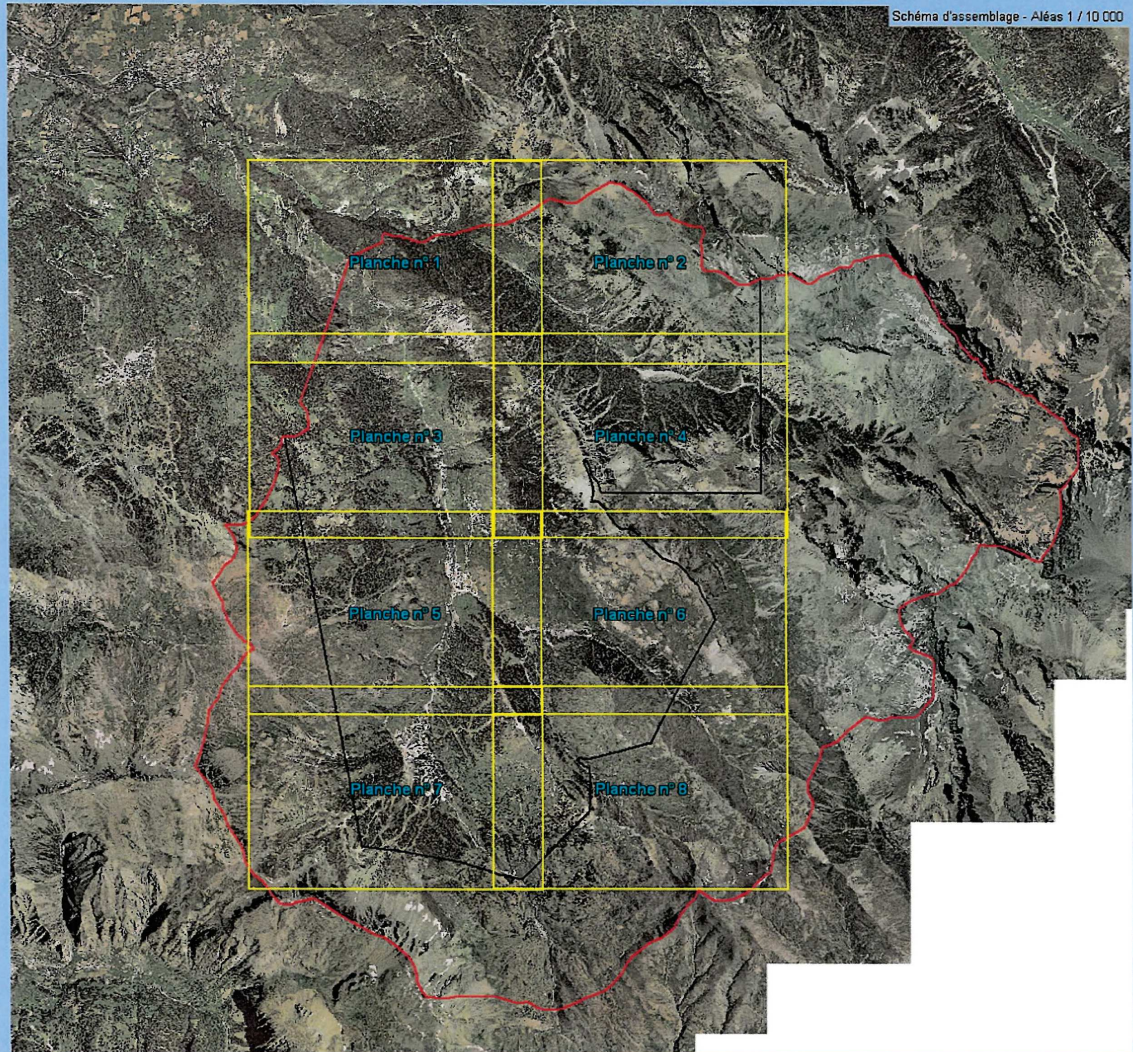 Schéma d'assemblage - Aléas 1 / 10 000
Planche n° 1
Planche n° 2
Planche n° 3
Planche n° 4
Planche n° 5
Planche n° 6
Planche n° 7
Planche n° 8